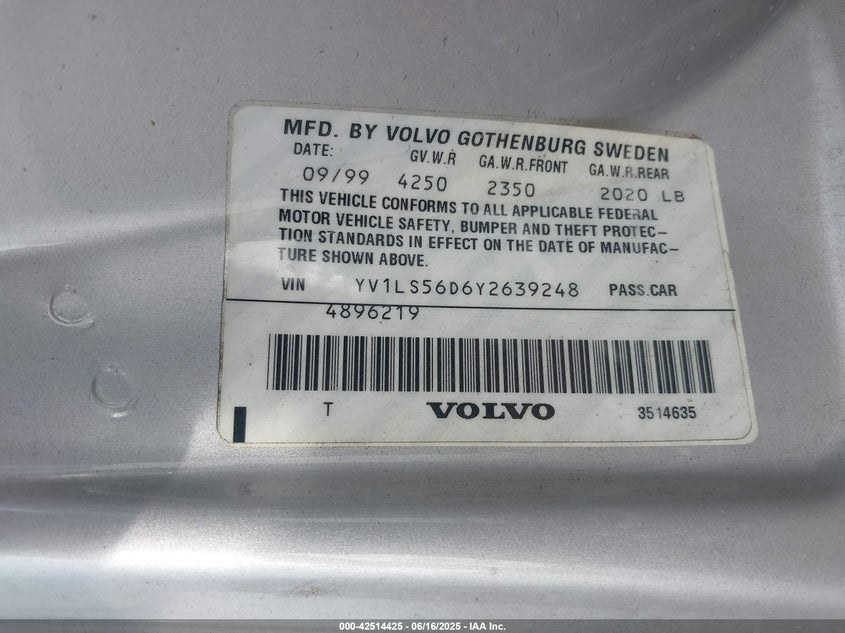 MFD. BY VOLVO GOTHENBURG SWEDEN
DATE: GV.W.R GA.W.R.FRONT GA.W.R.REAR
09/99 4250 2350 2020 LB
THIS VEHICLE CONFORMS TO ALL APPLICABLE FEDERAL
MOTOR VEHICLE SAFETY, BUMPER AND THEFT PROTEC-
TION STANDARDS IN EFFECT ON THE DATE OF MANUFAC-
TURE SHOWN ABOVE.
VIN YV1LS56D6Y2639248 PASS.CAR
4896219
T VOLVO 3514635
000-42514425 - 06/16/2025 - IAA Inc.